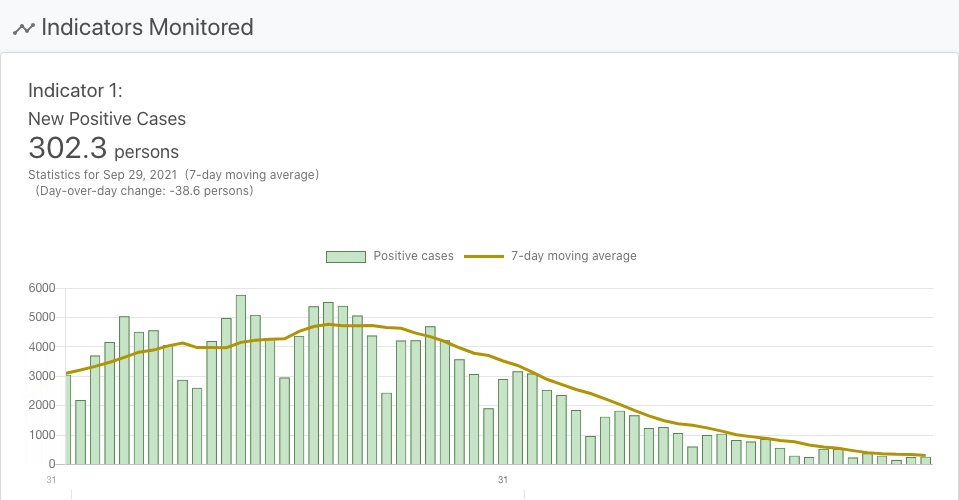 Indicators Monitored
Indicator 1:
New Positive Cases
302.3 persons
Statistics for Sep 29, 2021 (7-day moving average)
(Day-over-day change: -38.6 persons)
Positive cases 7-day moving average
6000
5000
4000
3000
2000
1000
0
31 31